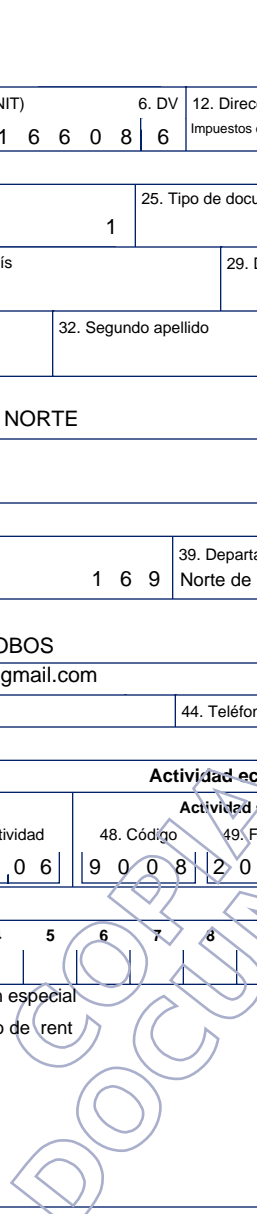 NIT) 6. DV 12. Direc
1 6 6 0 8 6 Impuestos
1 25. Tipo de docu
ís 29. D
32. Segundo apellido
NORTE
1 6 9 39. Departa
Norte de
OBOS
gmail.com
44. Teléfon
Actividad ec
Actividad s
tividad 48. Código 49. F
0 6 9 0 0 8 2 0
4 5 6 7 8
n especial
o de rent
COPIA
DOCUM